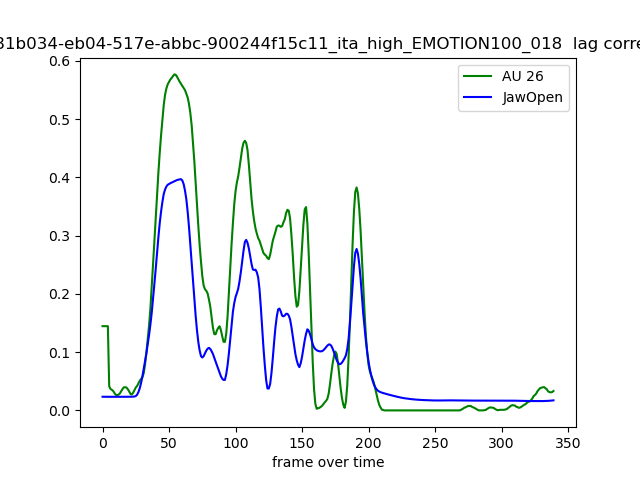 31b034-eb04-517e-abbc-900244f15c11_ita_high_EMOTION100_018 lag corre
AU 26
JawOpen
0.6
0.5
0.4
0.3
0.2
0.1
0.0
0 50 100 150 200 250 300 350
frame over time